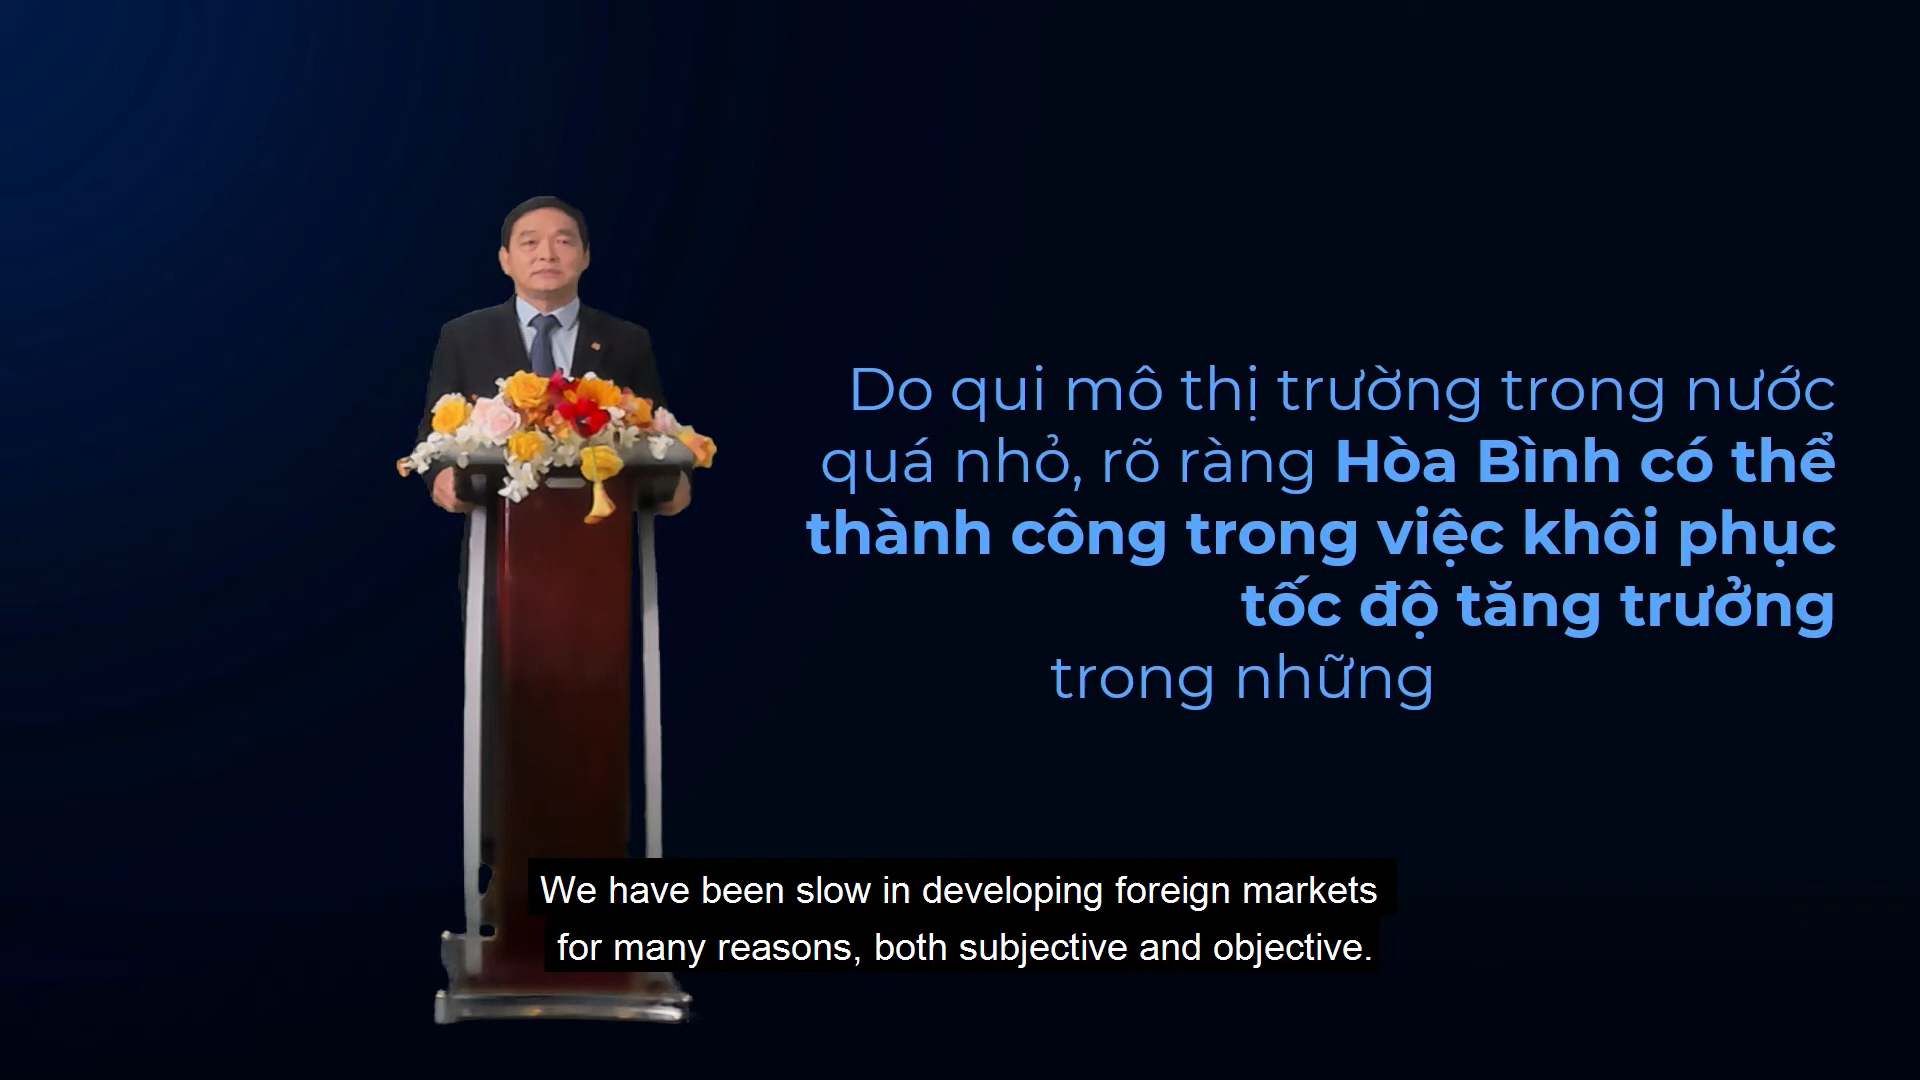 Do qui mô thị trường trong nước
quá nhỏ, rõ ràng Hòa Bình có thể
thành công trong việc khôi phục
tốc độ tăng trưởng
trong những
We have been slow in developing foreign markets
for many reasons, both subjective and objective.